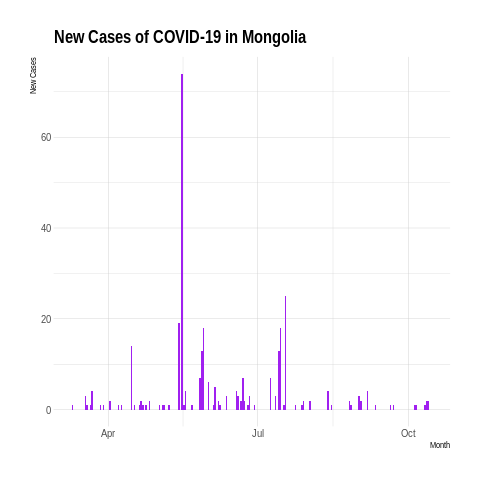 New Cases of COVID-19 in Mongolia
New Cases
60
40
20
0
Apr
Jul
Oct
Month